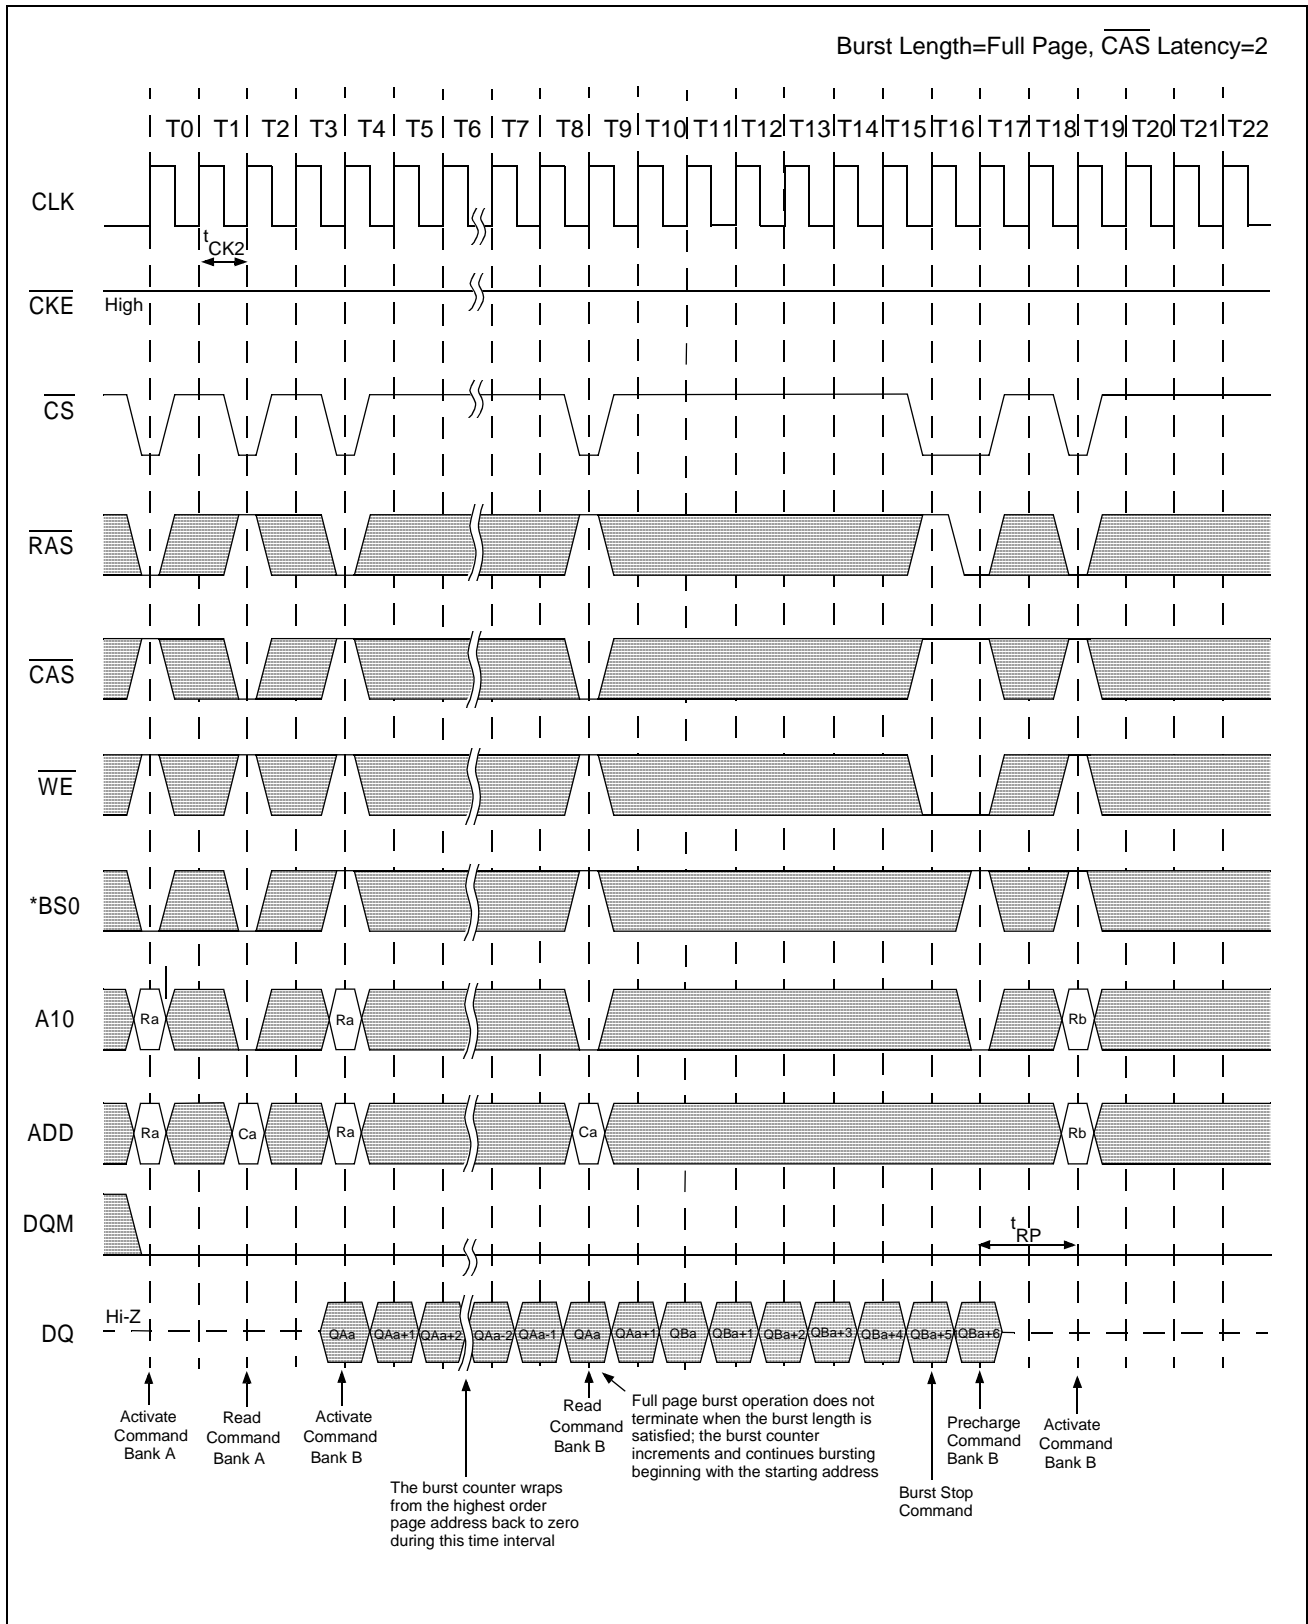 Burst Length=Full Page, CAS Latency=2
T0 T1 T2 T3 T4 T5 T6 T7 T8 T9 T10 T11 T12 T13 T14 T15 T16 T17 T18 T19 T20 T21 T22
CLK
tCK2
CKE High
CS
RAS
CAS
WE
*BS0
A10 Ra Ra Rb
ADD Ra Ca Ra Ca Rb
DQM
tRP
DQ Hi-Z QAa QAa+1 QAa+2 QAa-2 QAa-1 QAa QAa+1 QBa QBa+1 QBa+2 QBa+3 QBa+4 QBa+5 QBa+6
Activate
Command
Bank A
Read
Command
Bank A
Activate
Command
Bank B
The burst counter wraps
from the highest order
page address back to zero
during this time interval
Read
Command
Bank B
Full page burst operation does not
terminate when the burst length is
satisfied; the burst counter
increments and continues bursting
beginning with the starting address
Burst Stop
Command
Precharge
Command
Bank B
Activate
Command
Bank B